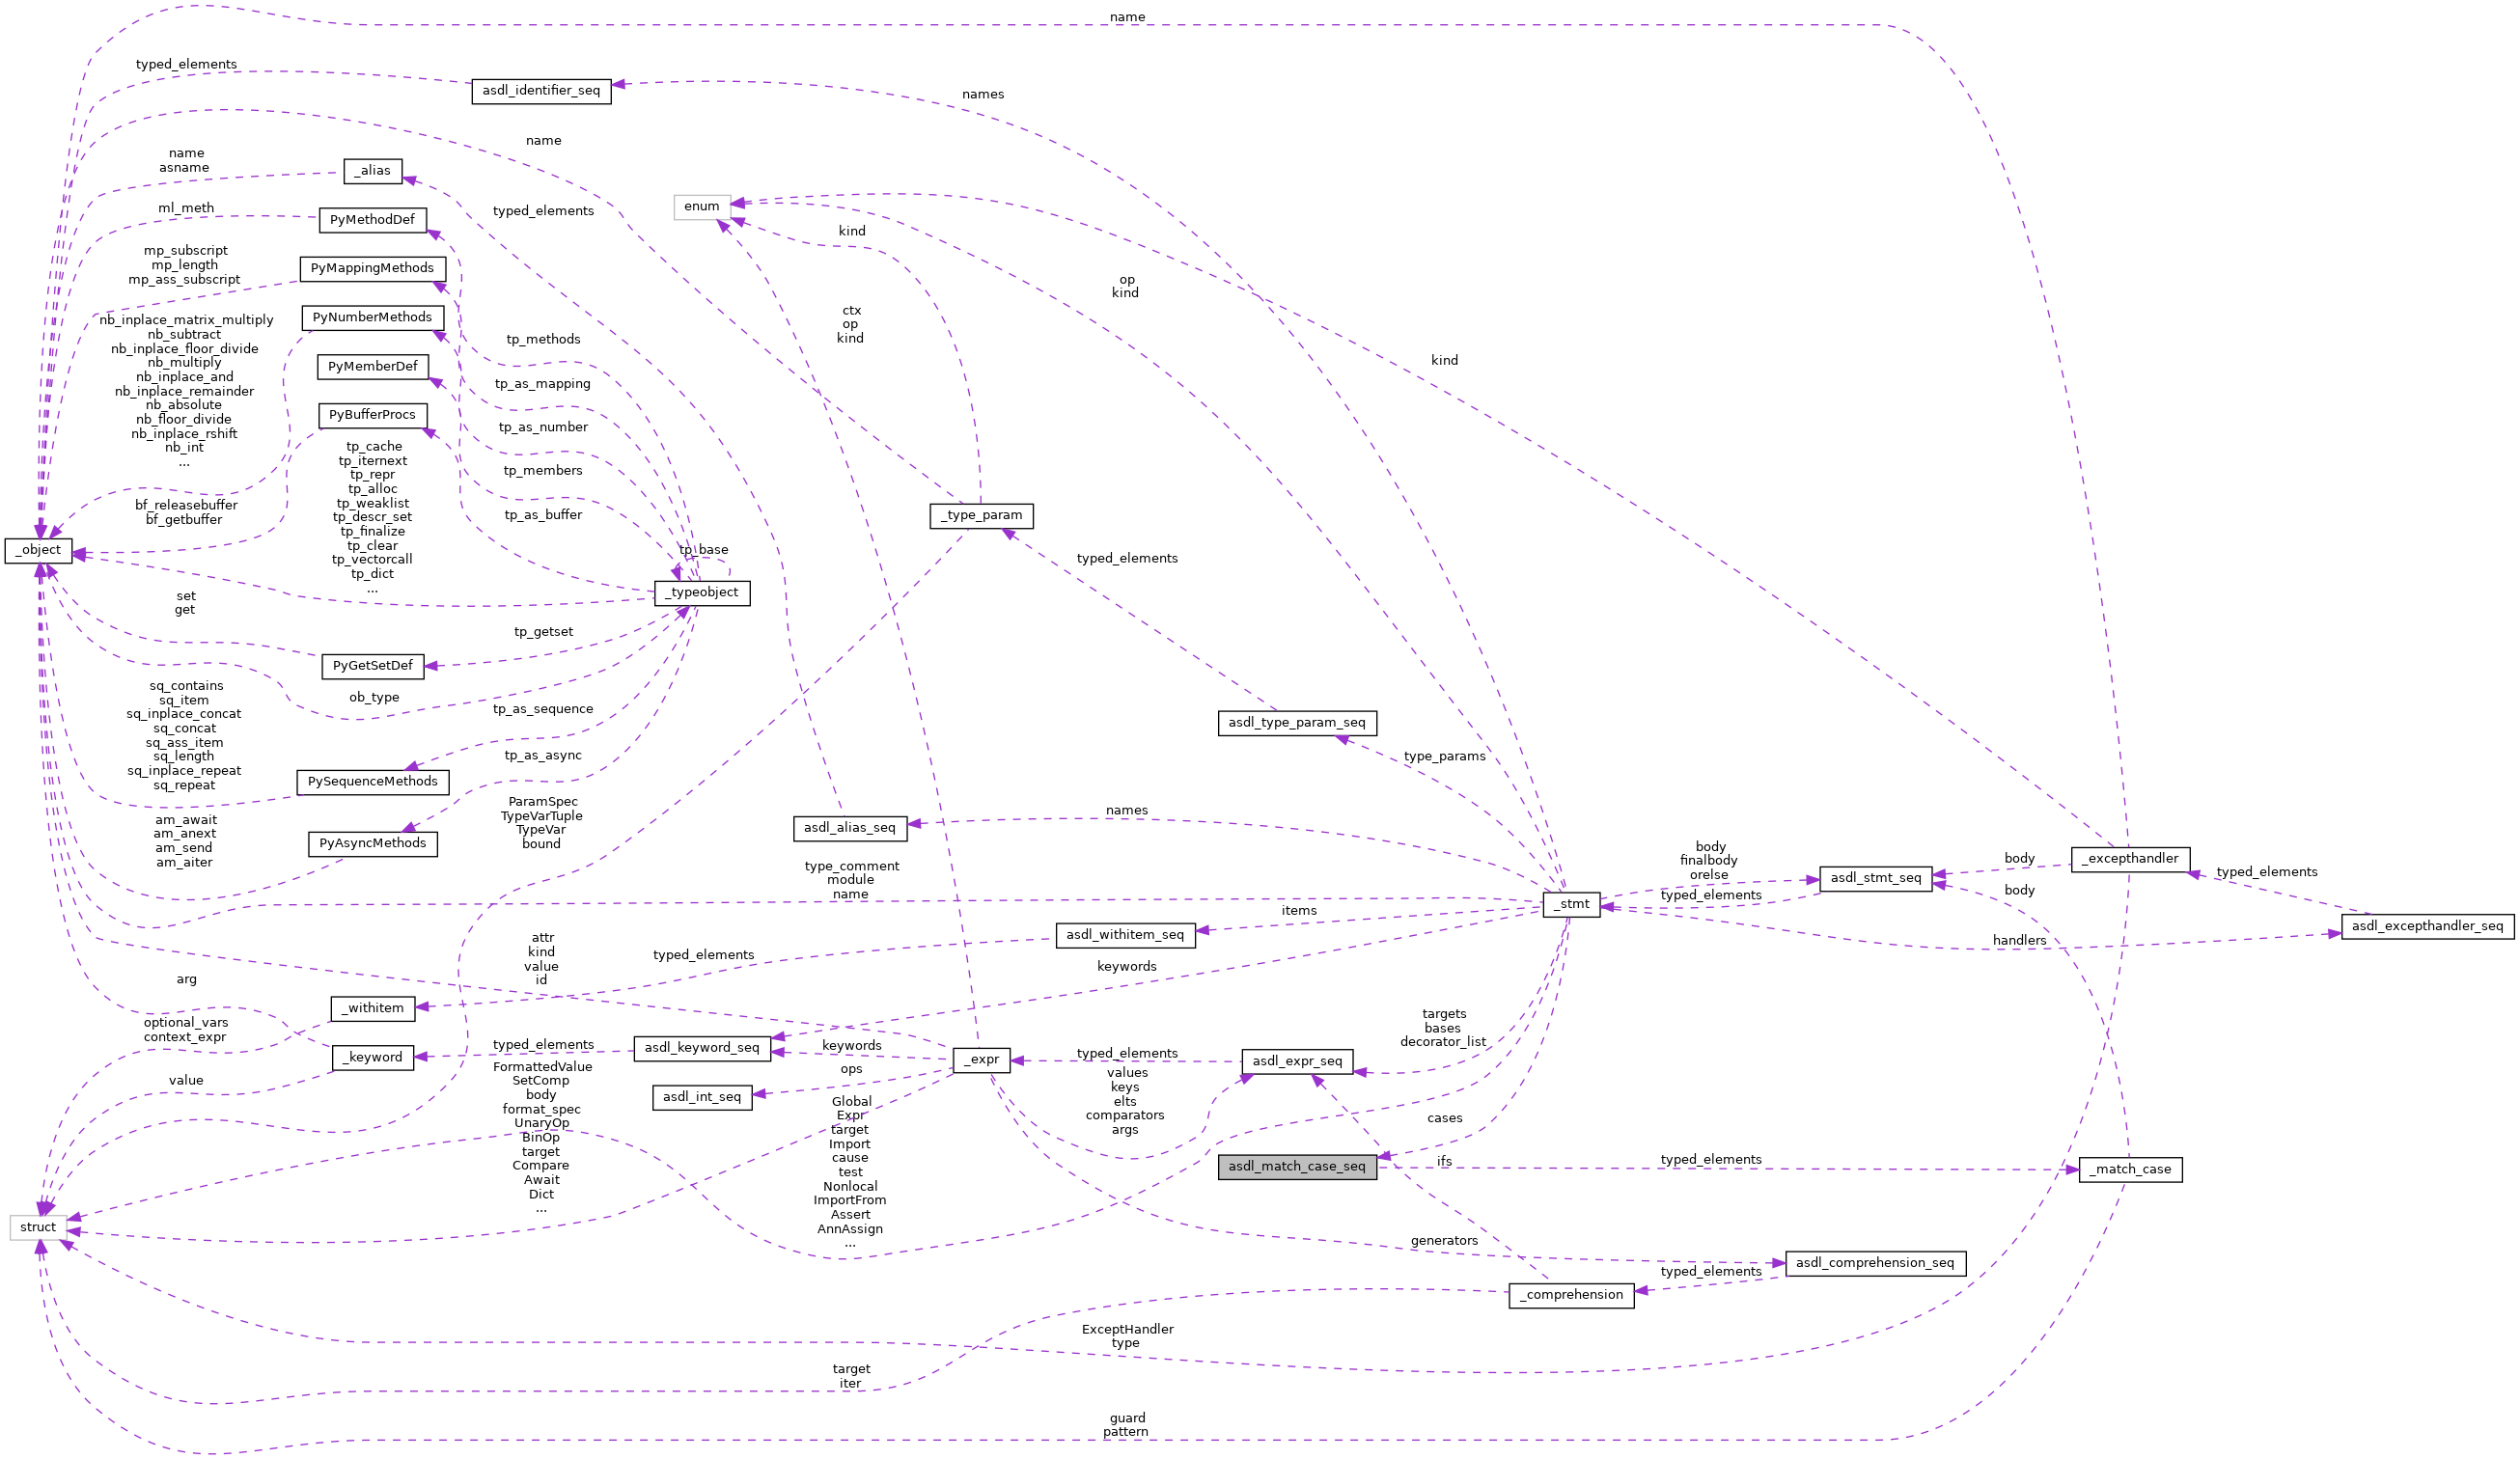 name
typed_elements
asdl_identifier_seq
names
name
name
asname
_alias
typed_elements
ml_meth
PyMethodDef
enum
kind
mp_subscript
mp_length
mp_ass_subscript
PyMappingMethods
op
kind
ctx
op
kind
nb_inplace_matrix_multiply
nb_subtract
nb_inplace_floor_divide
nb_multiply
nb_inplace_and
nb_inplace_remainder
nb_absolute
nb_floor_divide
nb_inplace_rshift
nb_int
...
PyNumberMethods
tp_methods
kind
PyMemberDef
tp_as_mapping
PyBufferProcs
tp_as_number
tp_cache
tp_iternext
tp_repr
tp_alloc
tp_weaklist
tp_descr_set
tp_finalize
tp_clear
tp_vectorcall
tp_dict
...
tp_members
bf_releasebuffer
bf_getbuffer
tp_as_buffer
_type_param
_object
tp_base
typed_elements
_typeobject
set
get
tp_getset
PyGetSetDef
ob_type
sq_contains
sq_item
sq_inplace_concat
sq_concat
sq_ass_item
sq_length
sq_inplace_repeat
sq_repeat
tp_as_sequence
asdl_type_param_seq
tp_as_async
type_params
PySequenceMethods
ParamSpec
TypeVarTuple
TypeVar
bound
names
am_await
am_anext
am_send
am_aiter
asdl_alias_seq
PyAsyncMethods
body
finalbody
orelse
body
_excepthandler
type_comment
module
name
asdl_stmt_seq
typed_elements
body
typed_elements
_stmt
items
asdl_withitem_seq
asdl_excepthandler_seq
handlers
attr
kind
value
id
typed_elements
keywords
arg
_withitem
optional_vars
context_expr
targets
bases
decorator_list
typed_elements
asdl_keyword_seq
keywords
_keyword
_expr
typed_elements
asdl_expr_seq
ops
value
FormattedValue
SetComp
body
format_spec
UnaryOp
BinOp
target
Compare
Await
Dict
...
asdl_int_seq
values
keys
elts
comparators
args
Global
Expr
target
Import
cause
test
Nonlocal
ImportFrom
Assert
AnnAssign
...
cases
asdl_match_case_seq
ifs
typed_elements
_match_case
struct
generators
asdl_comprehension_seq
typed_elements
_comprehension
ExceptHandler
type
target
iter
guard
pattern